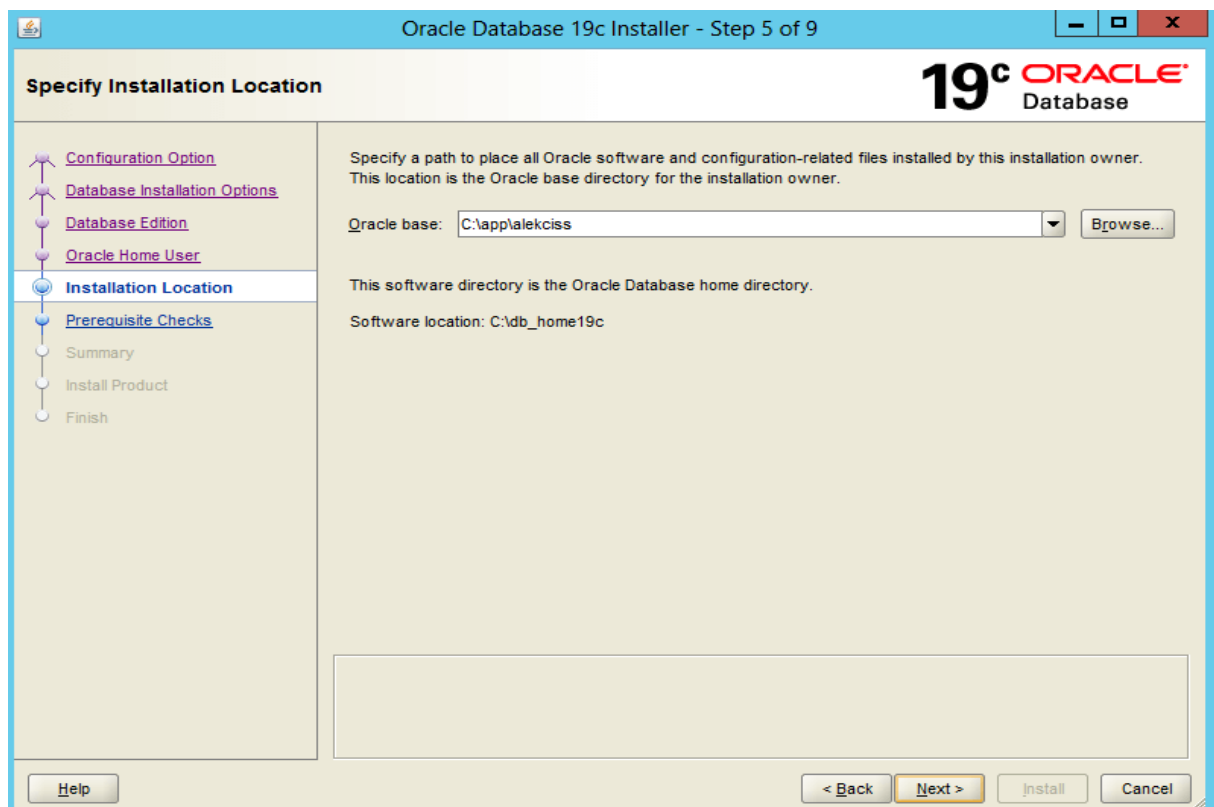 Oracle Database 19c Installer - Step 5 of 9
Specify Installation Location
19c ORACLE
Database
Configuration Option
Database Installation Options
Database Edition
Oracle Home User
Installation Location
Prerequisite Checks
Summary
Install Product
Finish
Specify a path to place all Oracle software and configuration-related files installed by this installation owner.
This location is the Oracle base directory for the installation owner.
Oracle base: C:\app\alekciss Browse...
This software directory is the Oracle Database home directory.
Software location: C:\db_home19c
Help < Back Next > Install Cancel